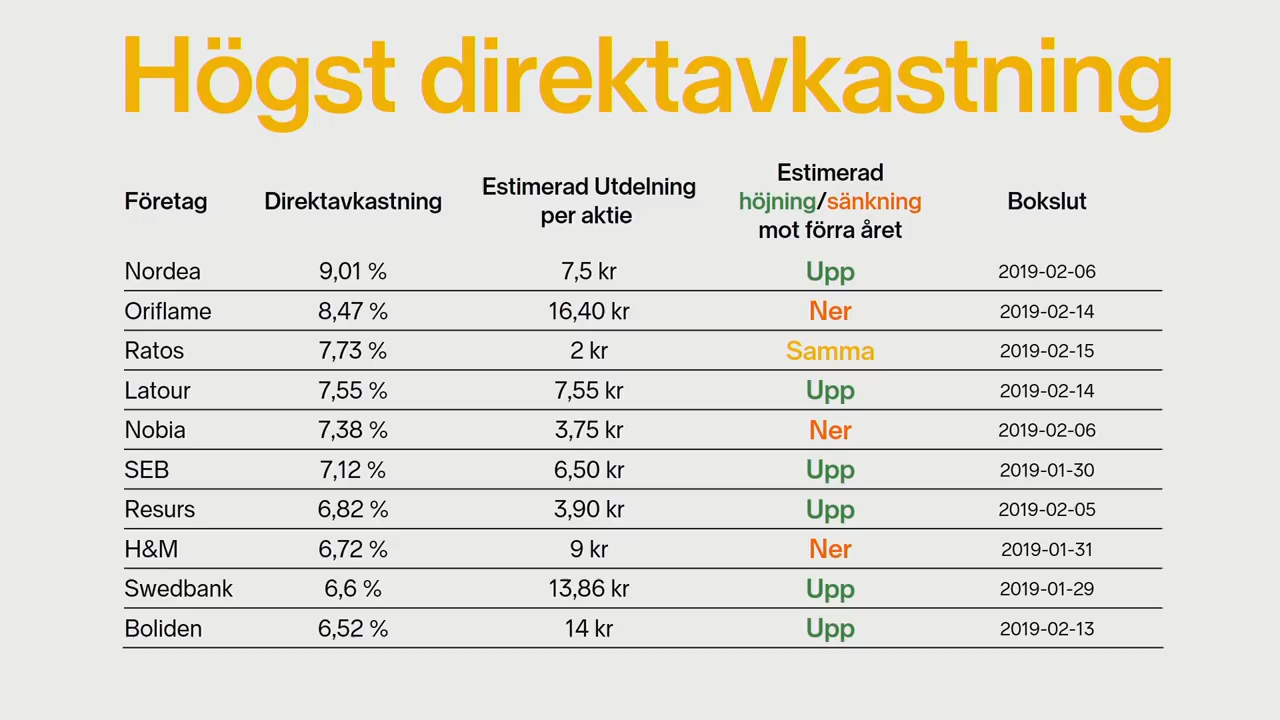 Högst direktavkastning
Företag Direktavkastning Estimerad Utdelning per aktie Estimerad höjning/sänkning mot förra året Bokslut
Nordea 9,01 % 7,5 kr Upp 2019-02-06
Oriflame 8,47 % 16,40 kr Ner 2019-02-14
Ratos 7,73 % 2 kr Samma 2019-02-15
Latour 7,55 % 7,55 kr Upp 2019-02-14
Nobia 7,38 % 3,75 kr Ner 2019-02-06
SEB 7,12 % 6,50 kr Upp 2019-01-30
Resurs 6,82 % 3,90 kr Upp 2019-02-05
H&M 6,72 % 9 kr Ner 2019-01-31
Swedbank 6,6 % 13,86 kr Upp 2019-01-29
Boliden 6,52 % 14 kr Upp 2019-02-13